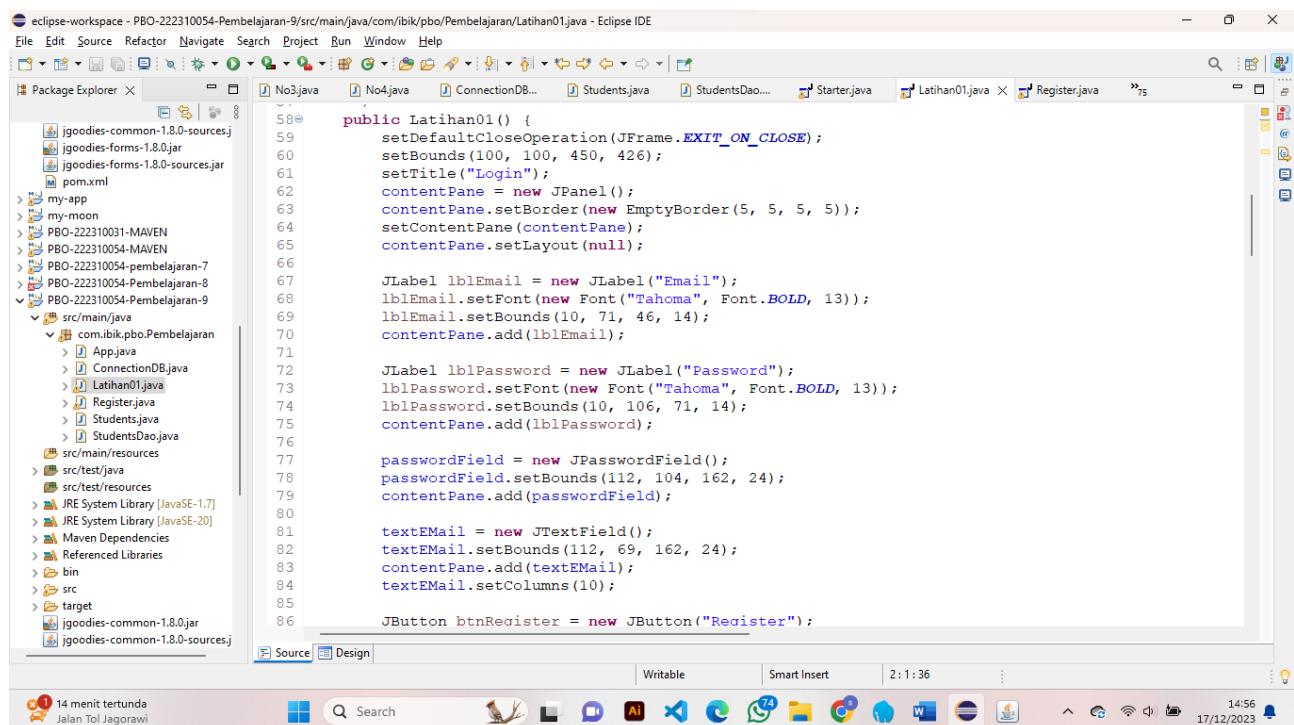 eclipse-workspace - PBO-222310054-Pembelajaran-9/src/main/java/com/ibik/pbo/Pembelajaran/Latihan01.java - Eclipse IDE
File Edit Source Refactor Navigate Search Project Run Window Help
Package Explorer
No3.java No4.java ConnectionDB... Students.java StudentsDao.... Starter.java Latihan01.java Register.java »75
jgoodies-common-1.8.0-sources.j
jgoodies-forms-1.8.0.jar
jgoodies-forms-1.8.0-sources.jar
pom.xml
my-app
my-moon
PBO-222310031-MAVEN
PBO-222310054-MAVEN
PBO-222310054-pembelajaran-7
PBO-222310054-Pembelajaran-8
PBO-222310054-Pembelajaran-9
src/main/java
com.ibik.pbo.Pembelajaran
App.java
ConnectionDB.java
Latihan01.java
Register.java
Students.java
StudentsDao.java
src/main/resources
src/test/java
src/test/resources
JRE System Library [JavaSE-1.7]
JRE System Library [JavaSE-20]
Maven Dependencies
Referenced Libraries
bin
src
target
jgoodies-common-1.8.0.jar
jgoodies-common-1.8.0-sources.j
58 public Latihan01() {
59 setDefaultCloseOperation(JFrame.EXIT_ON_CLOSE);
60 setBounds(100, 100, 450, 426);
61 setTitle("Login");
62 contentPane = new JPanel();
63 contentPane.setBorder(new EmptyBorder(5, 5, 5, 5));
64 setContentPane(contentPane);
65 contentPane.setLayout(null);
66
67 JLabel lblEmail = new JLabel("Email");
68 lblEmail.setFont(new Font("Tahoma", Font.BOLD, 13));
69 lblEmail.setBounds(10, 71, 46, 14);
70 contentPane.add(lblEmail);
71
72 JLabel lblPassword = new JLabel("Password");
73 lblPassword.setFont(new Font("Tahoma", Font.BOLD, 13));
74 lblPassword.setBounds(10, 106, 71, 14);
75 contentPane.add(lblPassword);
76
77 passwordField = new JPasswordField();
78 passwordField.setBounds(112, 104, 162, 24);
79 contentPane.add(passwordField);
80
81 textEMail = new JTextField();
82 textEMail.setBounds(112, 69, 162, 24);
83 contentPane.add(textEMail);
84 textEMail.setColumns(10);
85
86 JButton btnRegister = new JButton("Register");
Source Design
Writable Smart Insert 2 : 1 : 36
1 14 menit tertunda
Jalan Tol Jagorawi
Search
Ai
74
14:56
17/12/2023